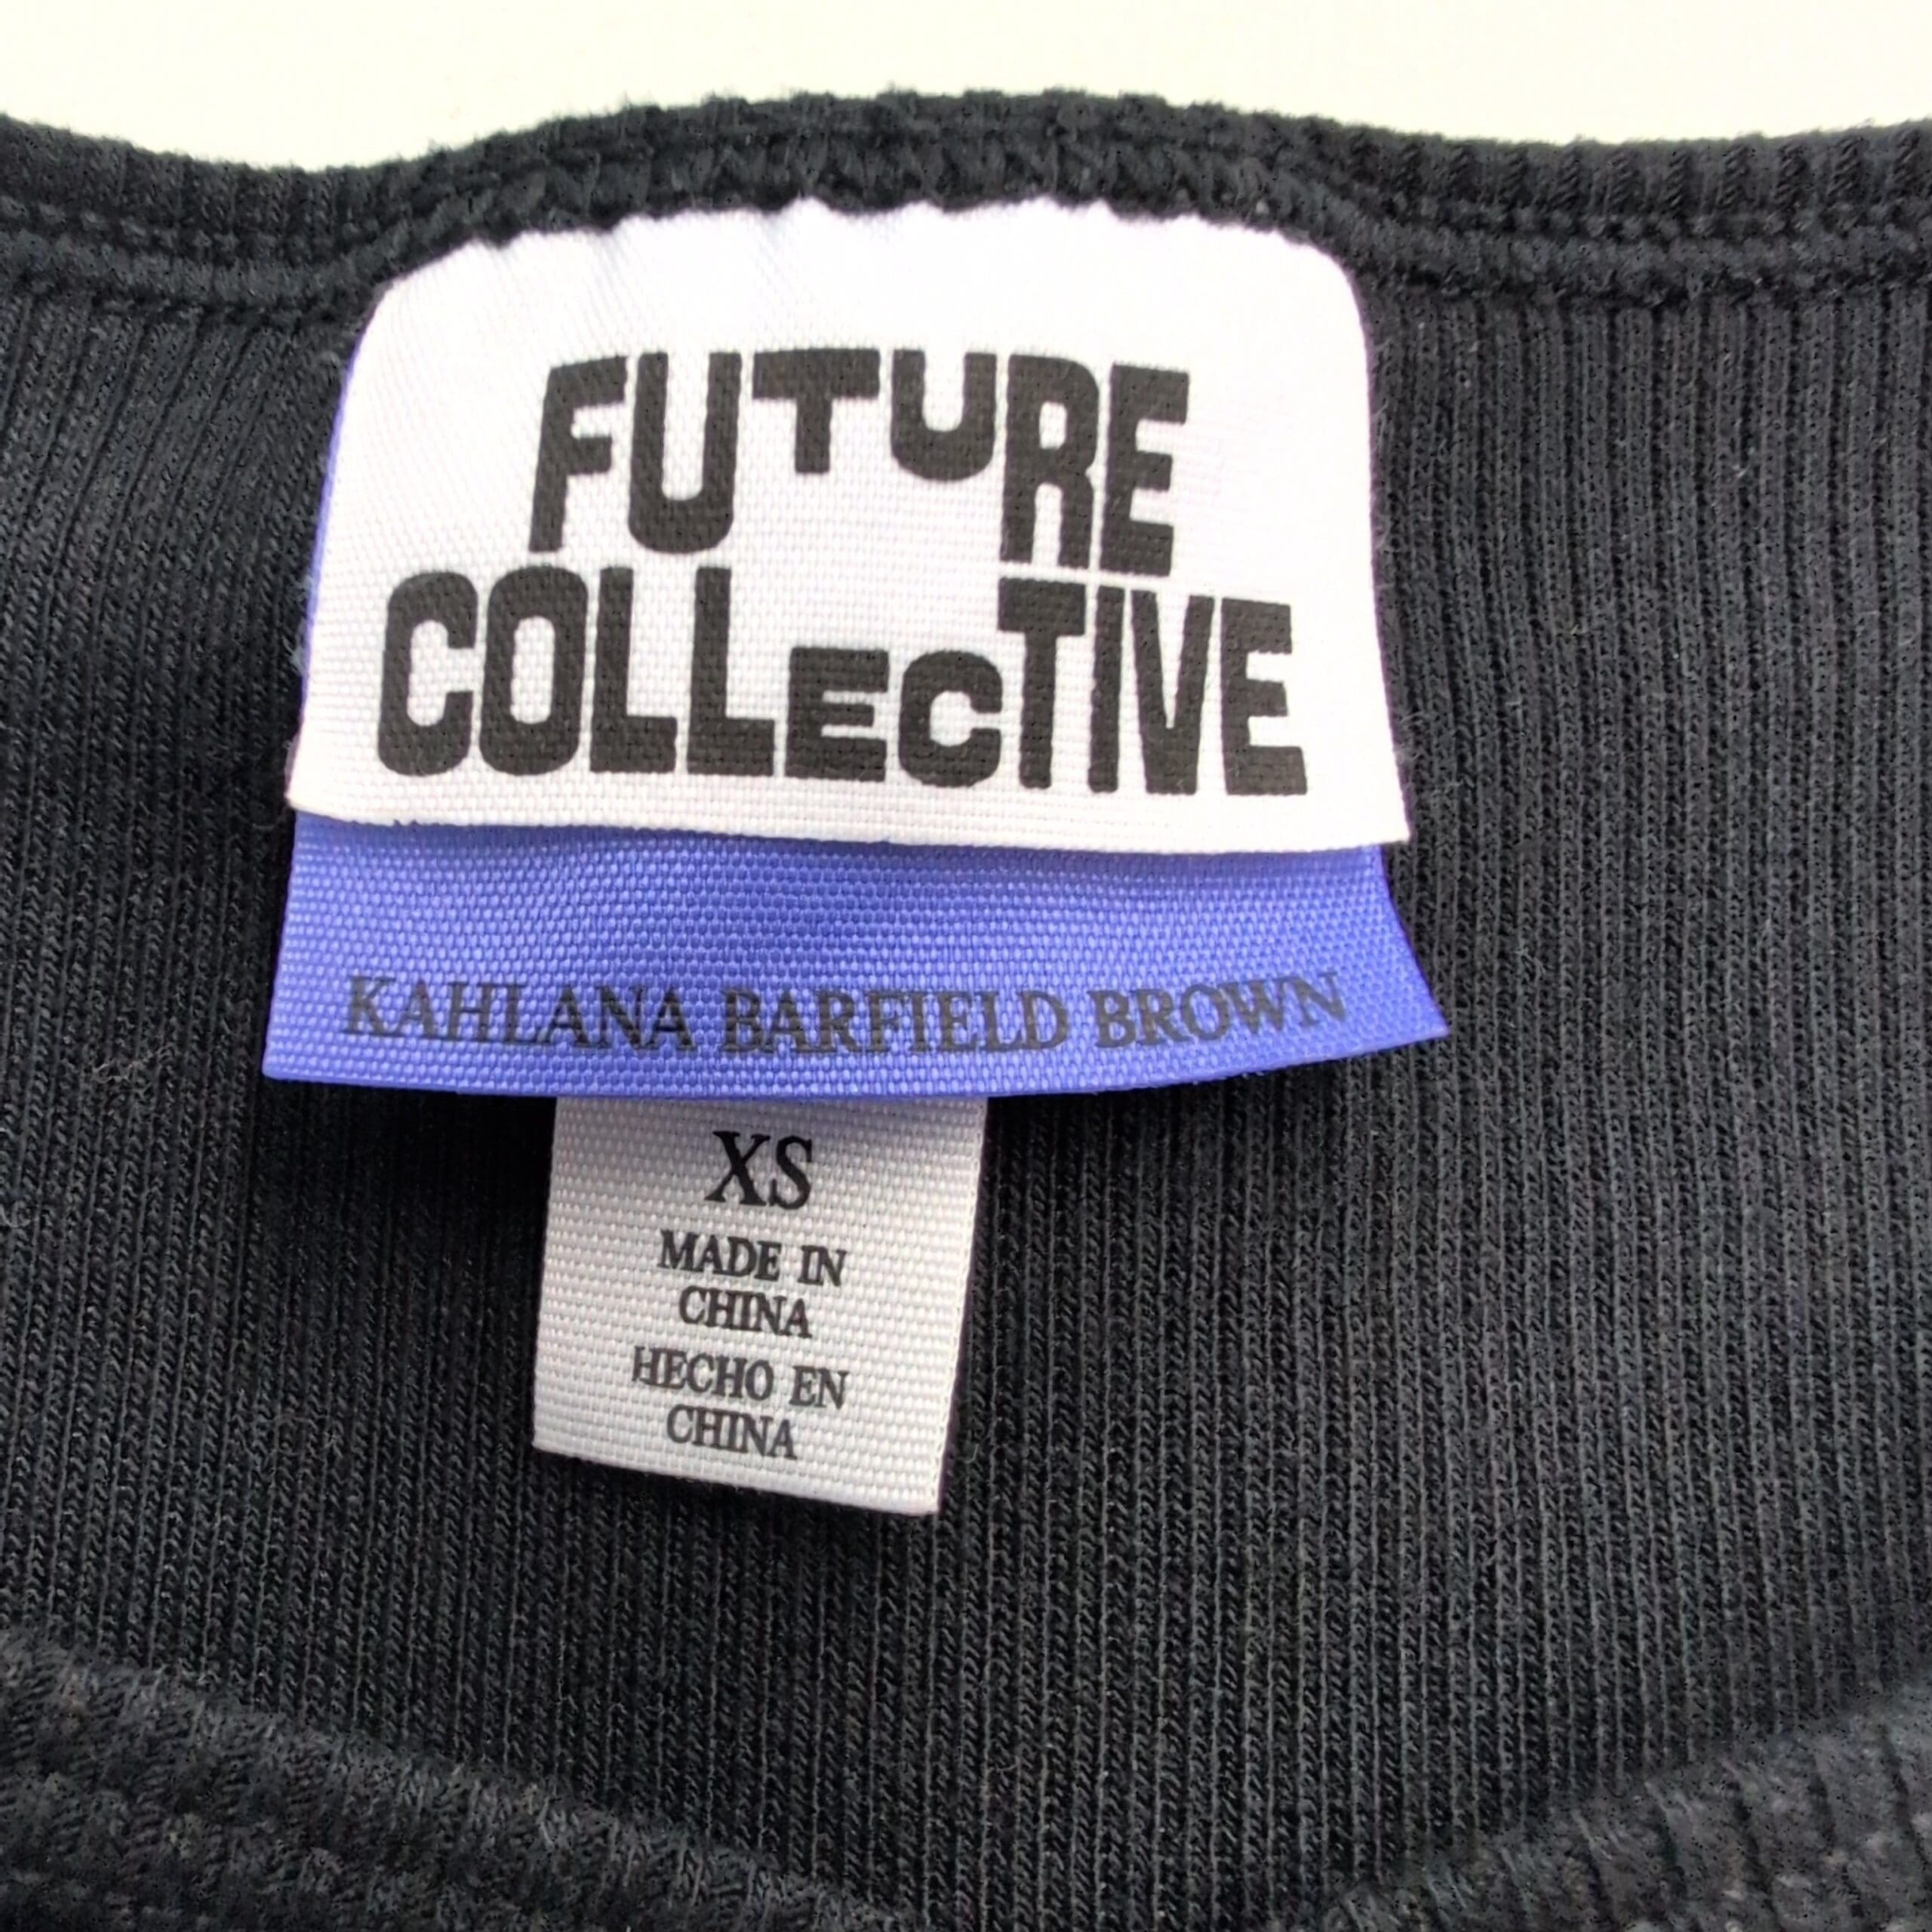 FUTURE
COLLECTIVE
KAHLANA BARFIELD BROWN
XS
MADE IN
CHINA
HECHO EN
CHINA